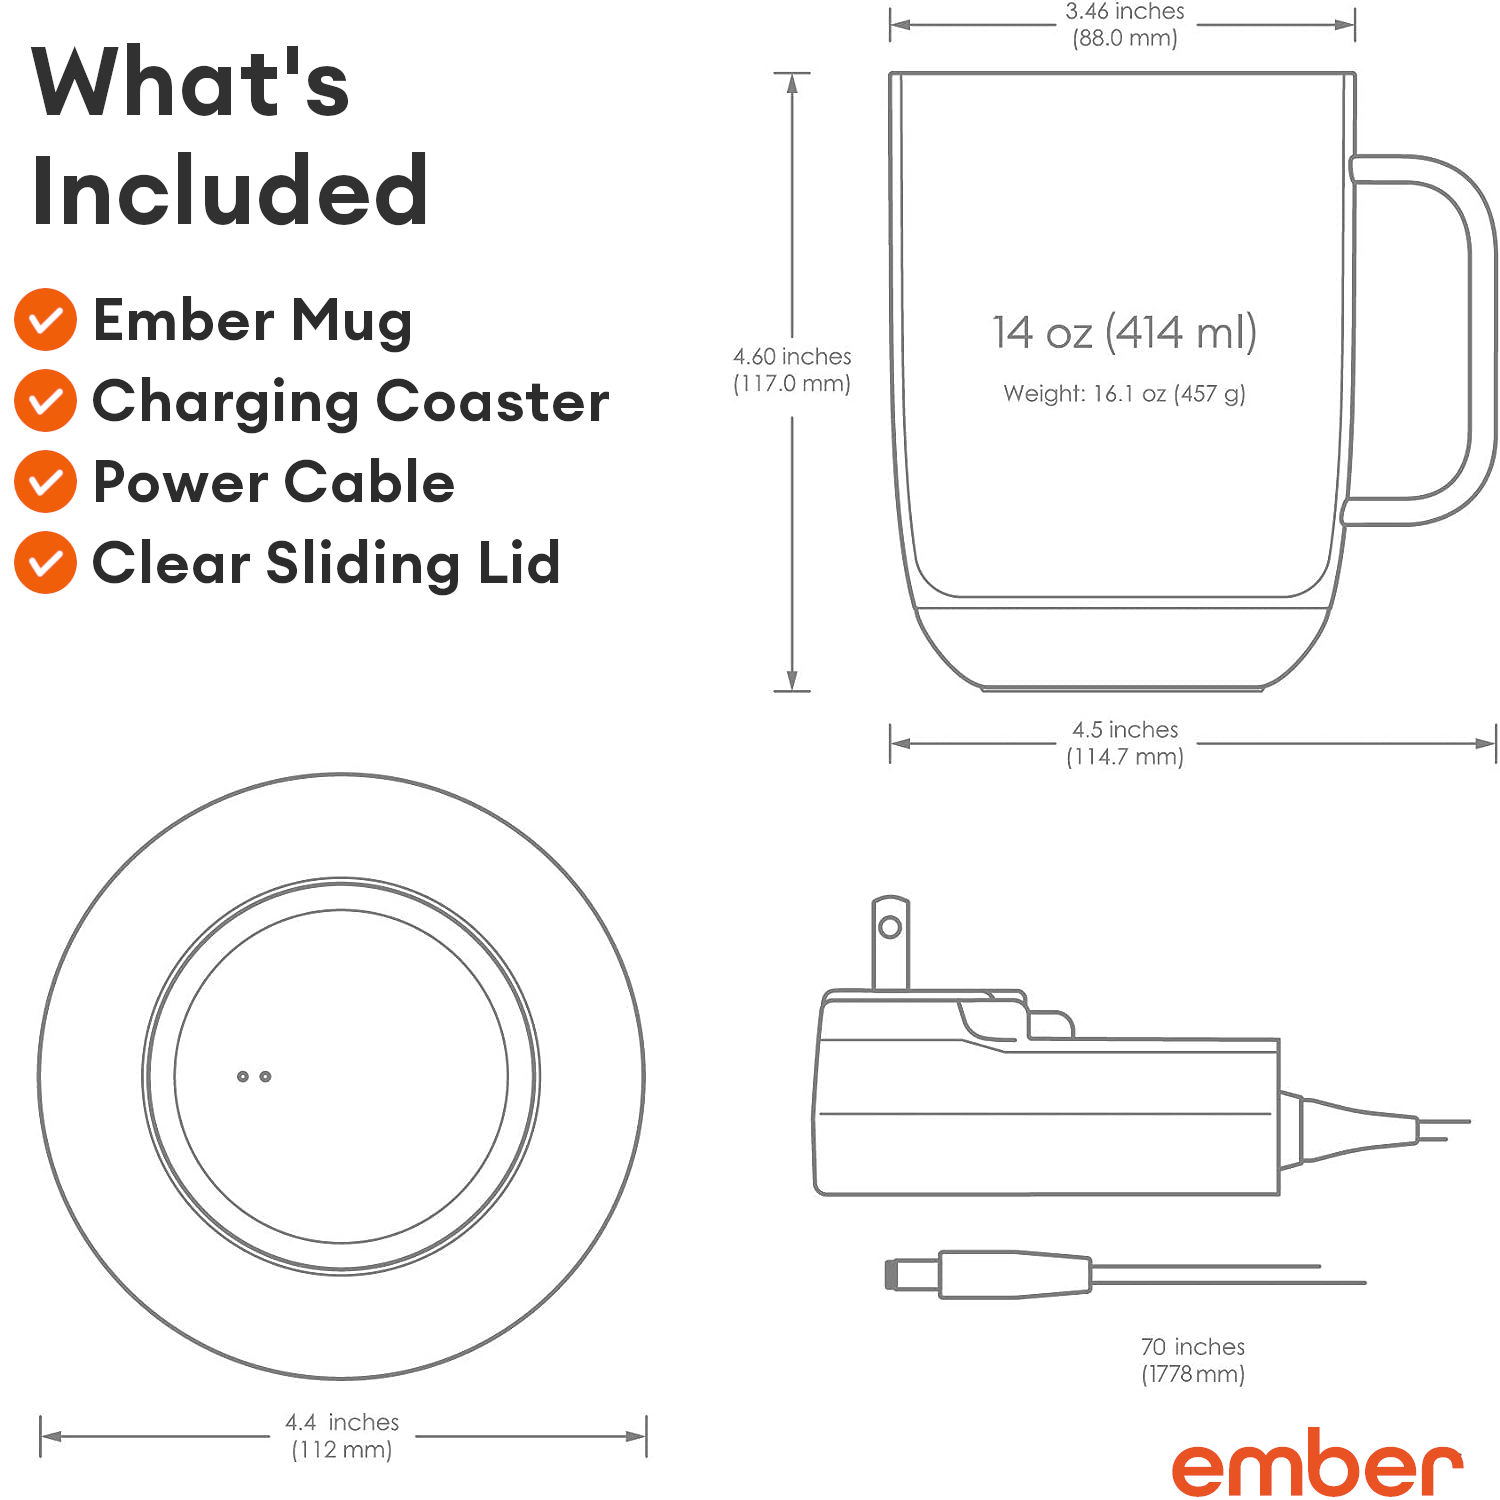 What's
Included
Ember Mug
Charging Coaster
Power Cable
Clear Sliding Lid
3.46 inches
(88.0 mm)
4.60 inches
(117.0 mm)
14 oz (414 ml)
Weight: 16.1 oz (457 g)
4.5 inches
(114.7 mm)
4.4 inches
(112 mm)
70 inches
(1778 mm)
ember